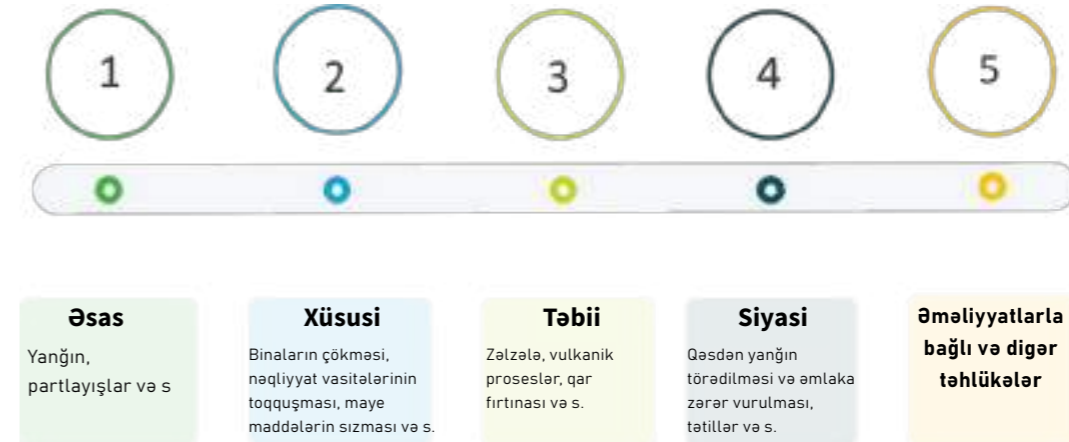 1
2
3
4
5
Əsas
Yanğın,
partlayışlar və s
Xüsusi
Binaların çökməsi,
nəqliyyat vasitələrinin
toqquşması, maye
maddələrin sızması və s.
Təbii
Zəlzələ, vulkanik
proseslər, qar
fırtınası və s.
Siyasi
Qəsdən yanğın
törədilməsi və əmlaka
zərər vurulması,
tətillər və s.
Əməliyyatlarla
bağlı və digər
təhlükələr